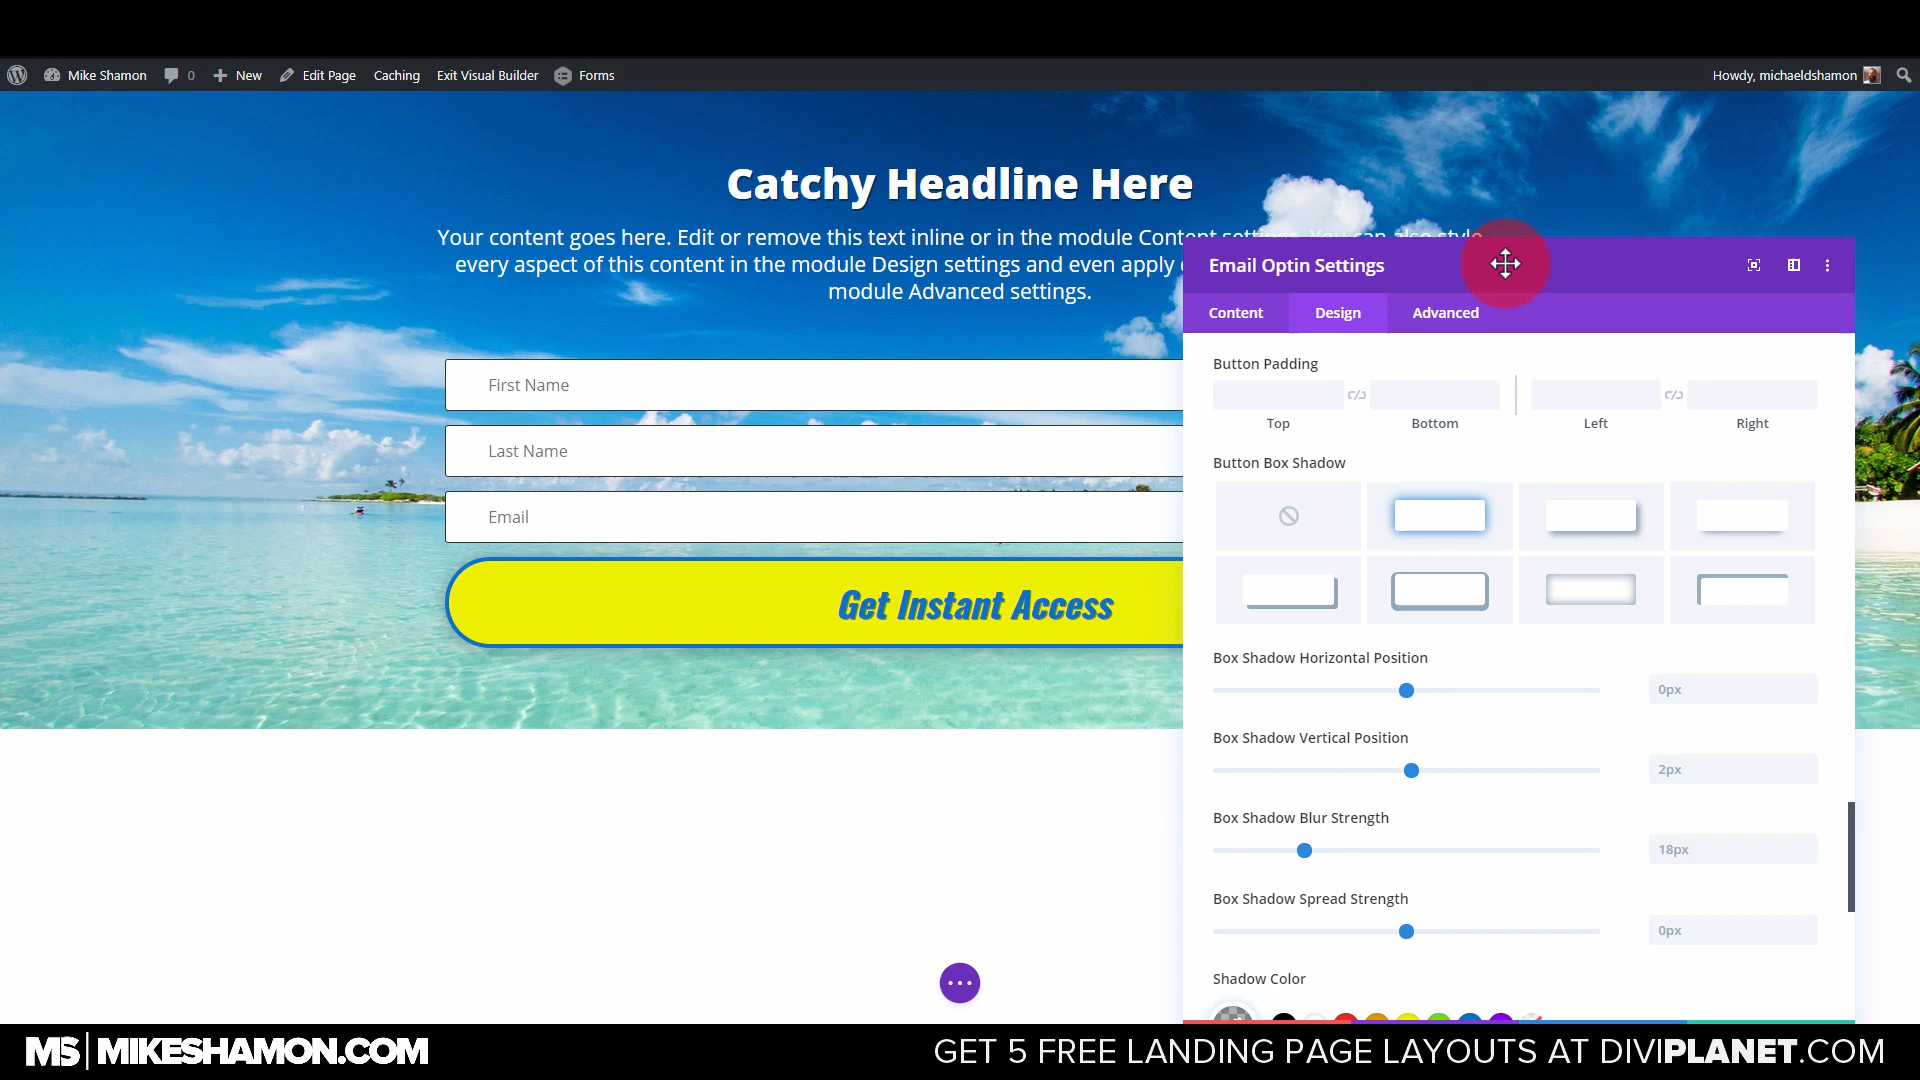 Mike Shamon
0
New
Edit Page
Caching
Exit Visual Builder
Forms
Howdy, michaeldshamon
Catchy Headline Here
Your content goes here. Edit or remove this text inline or in the module Content settings. You can also style
every aspect of this content in the module Design settings and even apply
module Advanced settings.
First Name
Last Name
Email
Get Instant Access
Email Optin Settings
Content
Design
Advanced
Button Padding
Top
Bottom
Left
Right
Button Box Shadow
Box Shadow Horizontal Position
0px
Box Shadow Vertical Position
2px
Box Shadow Blur Strength
18px
Box Shadow Spread Strength
0px
Shadow Color
MS|MIKESHAMON.COM
GET 5 FREE LANDING PAGE LAYOUTS AT DIVIPLANET.COM